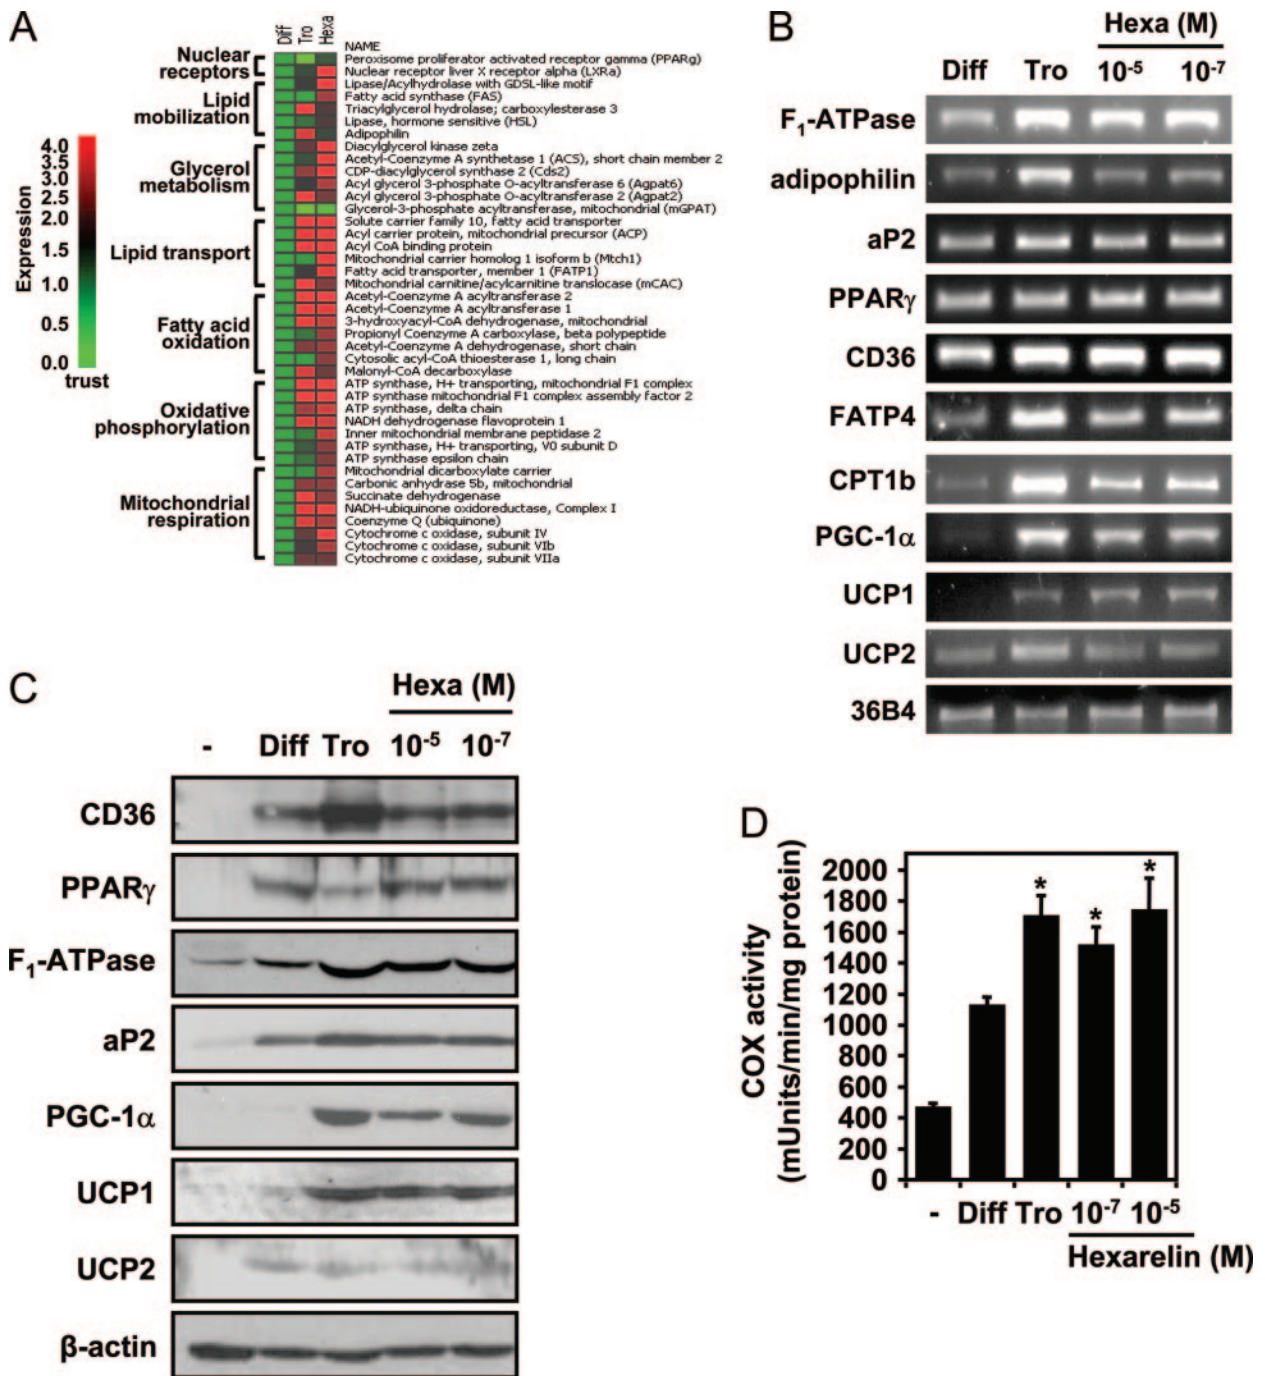 A
Diff
Tro
Hexa
NAME
Nuclear
receptors
Lipid
mobilization
Glycerol
metabolism
Lipid transport
Fatty acid
oxidation
Oxidative
phosphorylation
Mitochondrial
respiration
Expression
4.0
3.5
3.0
2.5
2.0
1.5
1.0
0.5
0.0
trust
Peroxisome proliferator activated receptor gamma (PPARg)
Nuclear receptor liver X receptor alpha (LXRa)
Lipase/Acylhydrolase with GDSL-like motif
Fatty acid synthase (FAS)
Triacylglycerol hydrolase; carboxylesterase 3
Lipase, hormone sensitive (HSL)
Adipophilin
Diacylglycerol kinase zeta
Acetyl-Coenzyme A synthetase 1 (ACS), short chain member 2
CDP-diacylglycerol synthase 2 (Cds2)
Acyl glycerol 3-phosphate O-acyltransferase 6 (Agpat6)
Acyl glycerol 3-phosphate O-acyltransferase 2 (Agpat2)
Glycerol-3-phosphate acyltransferase, mitochondrial (mGPAT)
Solute carrier family 10, fatty acid transporter
Acyl carrier protein, mitochondrial precursor (ACP)
Acyl CoA binding protein
Mitochondrial carrier homolog 1 isoform b (Mtch1)
Fatty acid transporter, member 1 (FATP1)
Mitochondrial carnitine/acylcarnitine translocase (mCAC)
Acetyl-Coenzyme A acyltransferase 2
Acetyl-Coenzyme A acyltransferase 1
3-hydroxyacyl-CoA dehydrogenase, mitochondrial
Propionyl Coenzyme A carboxylase, beta polypeptide
Acetyl-Coenzyme A dehydrogenase, short chain
Cytosolic acyl-CoA thioesterase 1, long chain
Malonyl-CoA decarboxylase
ATP synthase, H+ transporting, mitochondrial F1 complex
ATP synthase mitochondrial F1 complex assembly factor 2
ATP synthase, delta chain
NADH dehydrogenase flavoprotein 1
Inner mitochondrial membrane peptidase 2
ATP synthase, H+ transporting, V0 subunit D
ATP synthase epsilon chain
Mitochondrial dicarboxylate carrier
Carbonic anhydrase 5b, mitochondrial
Succinate dehydrogenase
NADH-ubiquinone oxidoreductase, Complex I
Coenzyme Q (ubiquinone)
Cytochrome c oxidase, subunit IV
Cytochrome c oxidase, subunit VIb
Cytochrome c oxidase, subunit VIIa
B
Hexa (M)
Diff Tro 10⁻⁵ 10⁻⁷
F₁-ATPase
adipophilin
aP2
PPARγ
CD36
FATP4
CPT1b
PGC-1α
UCP1
UCP2
36B4
C
Hexa (M)
- Diff Tro 10⁻⁵ 10⁻⁷
CD36
PPARγ
F₁-ATPase
aP2
PGC-1α
UCP1
UCP2
β-actin
D
COX activity
(mUnits/min/mg protein)
2000
1800
1600
1400
1200
1000
800
600
400
200
0
* * *
- Diff Tro 10⁻⁷ 10⁻⁵
Hexarelin (M)